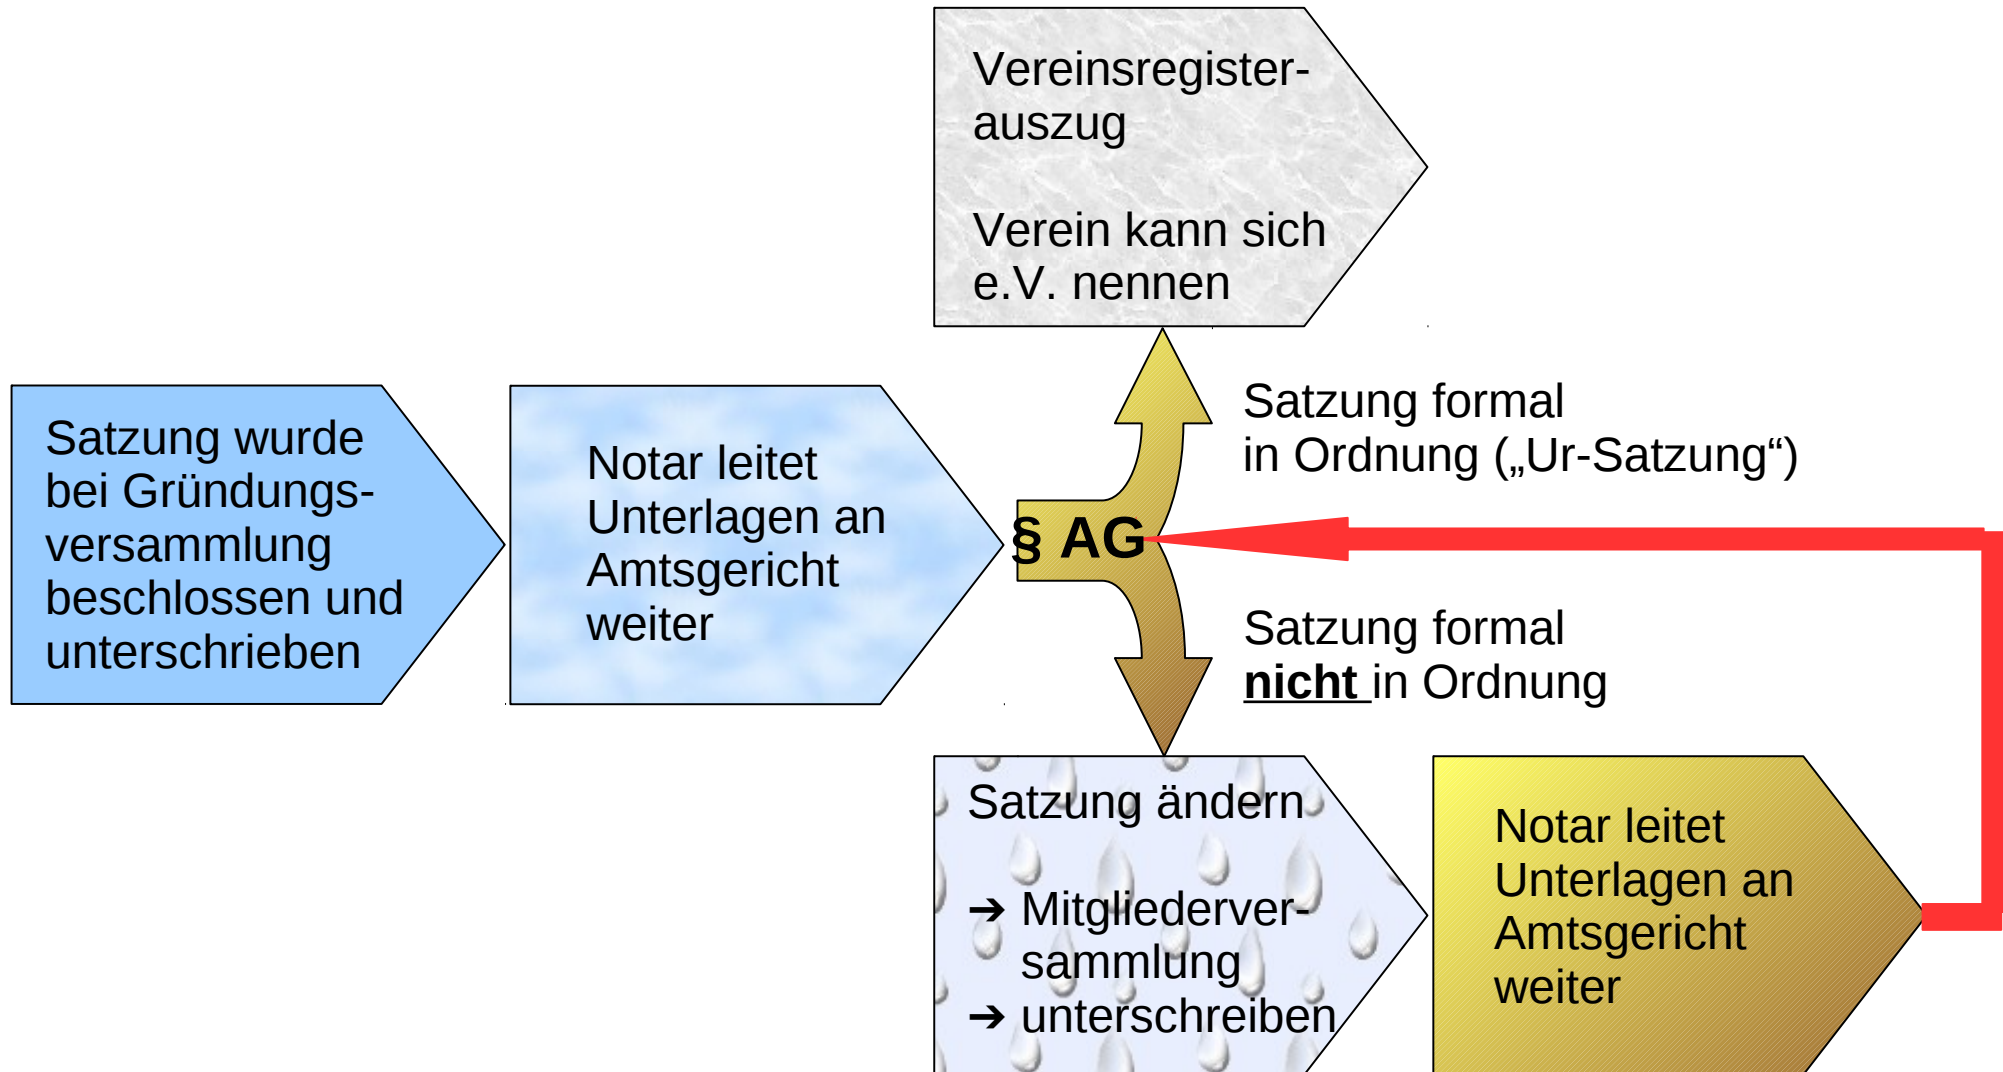 Vereinsregister-
auszug
Verein kann sich
e.V. nennen
Satzung wurde
bei Gründungs-
versammlung
beschlossen und
unterschrieben
Notar leitet
Unterlagen an
Amtsgericht
weiter
§ AG
Satzung formal
in Ordnung („Ur-Satzung“)
Satzung formal
nicht in Ordnung
Satzung ändern
➔ Mitgliederver-
sammlung
➔ unterschreiben
Notar leitet
Unterlagen an
Amtsgericht
weiter